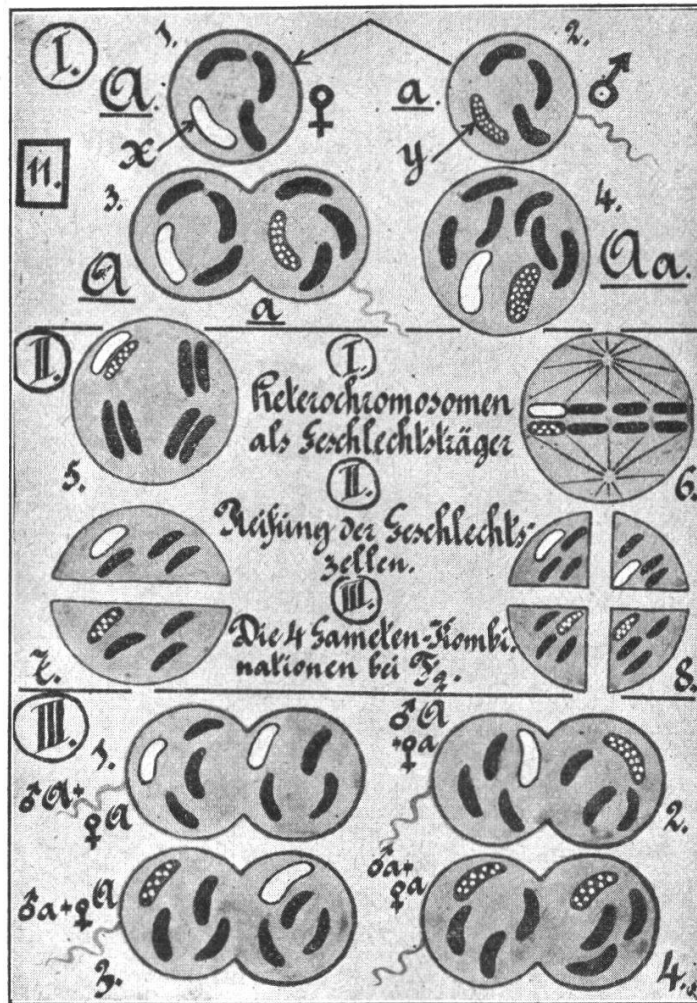 I.
1.
2.
A.
♀
a.
♂
x
y
11.
3.
4.
A
a
Aa.
II.
I.
Heterochromosomen
als Geschlechtsträger
5.
6.
II.
Reifung der Geschlechts-
zellen.
III.
Die 4 Gameten-Kombi-
nationen bei F2.
7.
8.
III.
1.
♂A+
♀A
♂A
+♀a
2.
♂a+♀A
3.
♂a+
♀a
4.